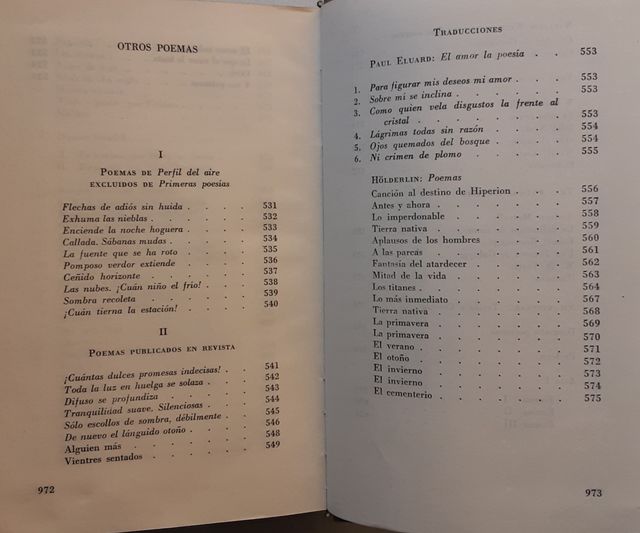 OTROS POEMAS
I
POEMAS DE Perfil del aire
EXCLUIDOS DE Primeras poesías
Flechas de adiós sin huida . . . . 531
Exhuma las nieblas . . . . . 532
Enciende la noche hoguera . . . . 533
Callada. Sábanas mudas . . . . 534
La fuente que se ha roto . . . . 535
Pomposo verdor extiende . . . . 536
Ceñido horizonte . . . . . 537
Las nubes. ¡Cuán niño el frío! . . . 538
Sombra recoleta . . . . . 539
¡Cuán tierna la estación! . . . . 540
II
POEMAS PUBLICADOS EN REVISTA
¡Cuántas dulces promesas indecisas! . . 541
Toda la luz en huelga se solaza . . . 542
Difuso se profundiza . . . . . 543
Tranquilidad suave. Silenciosas . . . 544
Sólo escollos de sombra, débilmente . . 545
De nuevo el lánguido otoño . . . . 546
Alguien más . . . . . . 548
Vientres sentados . . . . . 549
972
TRADUCCIONES
PAUL ELUARD: El amor la poesía . . 553
1. Para figurar mis deseos mi amor . . . 553
2. Sobre mí se inclina . . . . . 553
3. Como quien vela disgustos la frente al
cristal . . . . . . . 553
4. Lágrimas todas sin razón . . . . 554
5. Ojos quemados del bosque . . . . 554
6. Ni crimen de plomo . . . . . 555
HÖLDERLIN: Poemas
Canción al destino de Hiperion . . . 556
Antes y ahora . . . . . . 557
Lo imperdonable . . . . . 558
Tierra nativa . . . . . . 559
Aplausos de los hombres . . . . 560
A las parcas . . . . . . 561
Fantasía del atardecer . . . . 562
Mitad de la vida . . . . . 563
Los titanes . . . . . . 564
Lo más inmediato . . . . . 567
Tierra nativa . . . . . . 568
La primavera . . . . . . 569
La primavera . . . . . . 570
El verano . . . . . . . 571
El otoño . . . . . . . 572
El invierno . . . . . . 573
El invierno . . . . . . 574
El cementerio . . . . . . 575
973